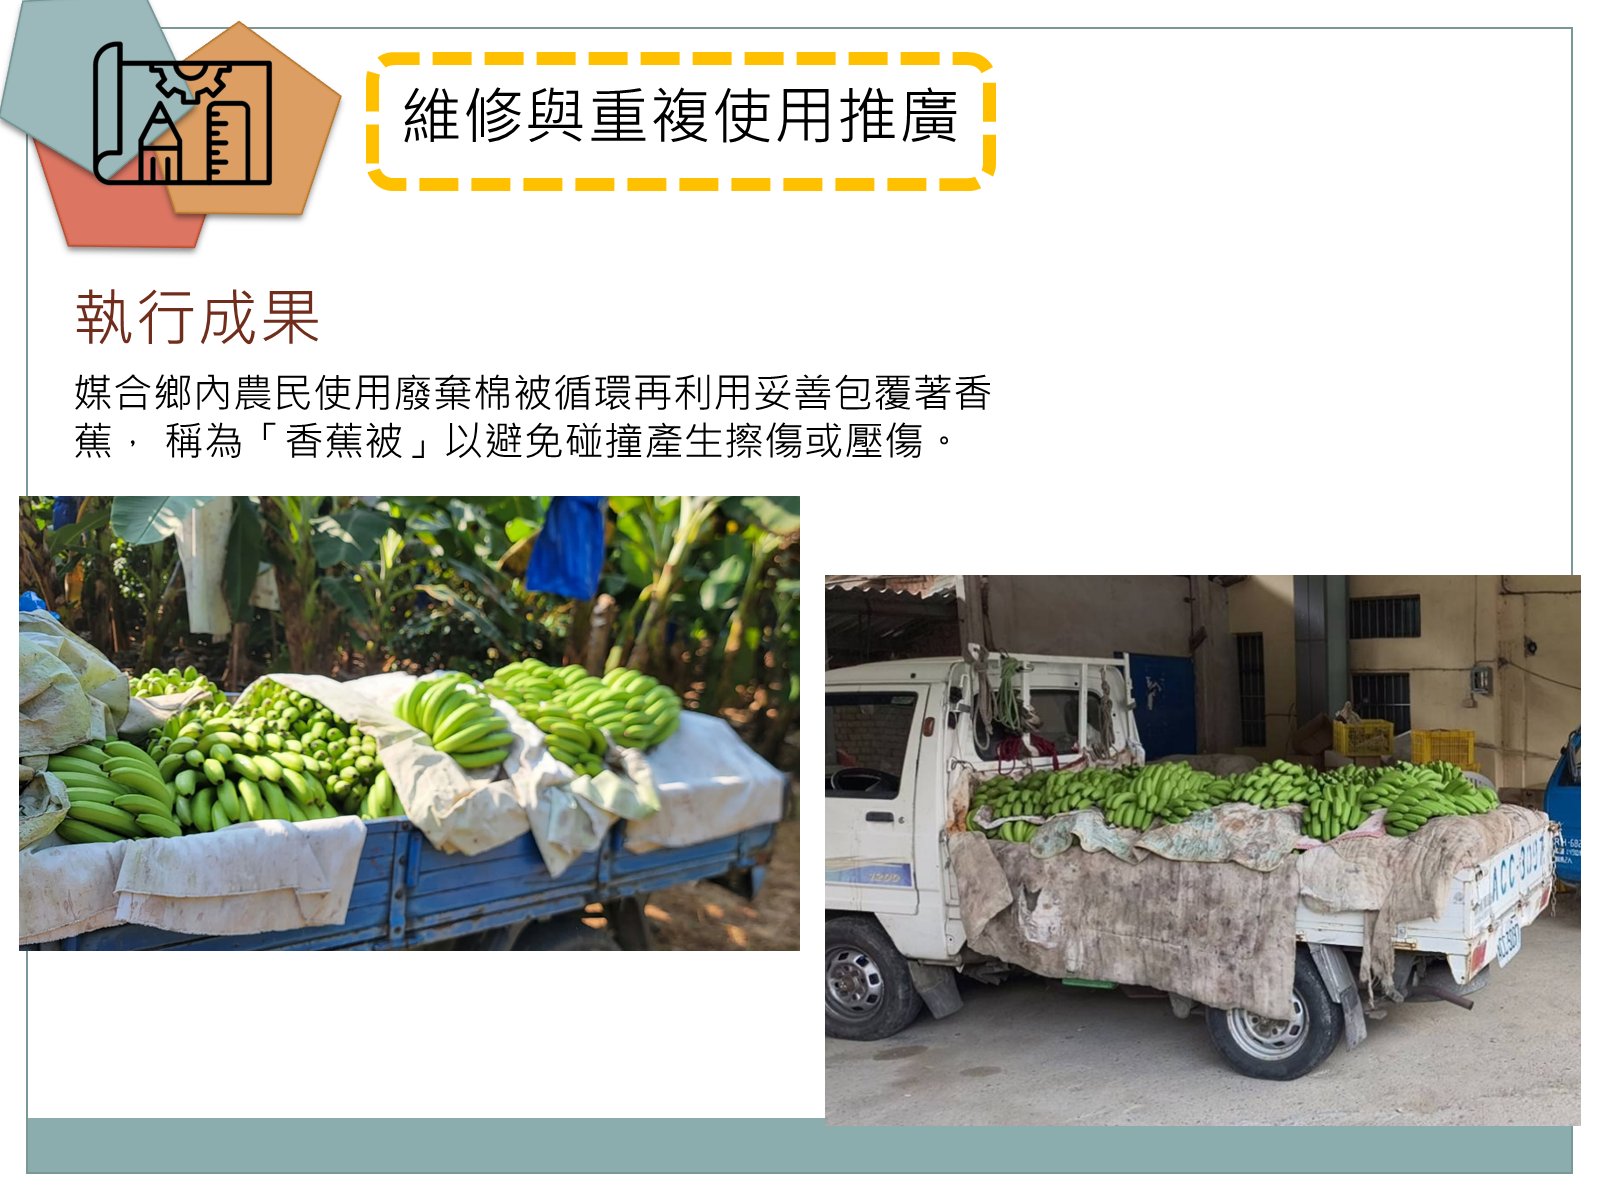 維修與重複使用推廣
執行成果
媒合鄉內農民使用廢棄棉被循環再利用妥善包覆著香
蕉， 稱為「香蕉被」以避免碰撞產生擦傷或壓傷。
1200